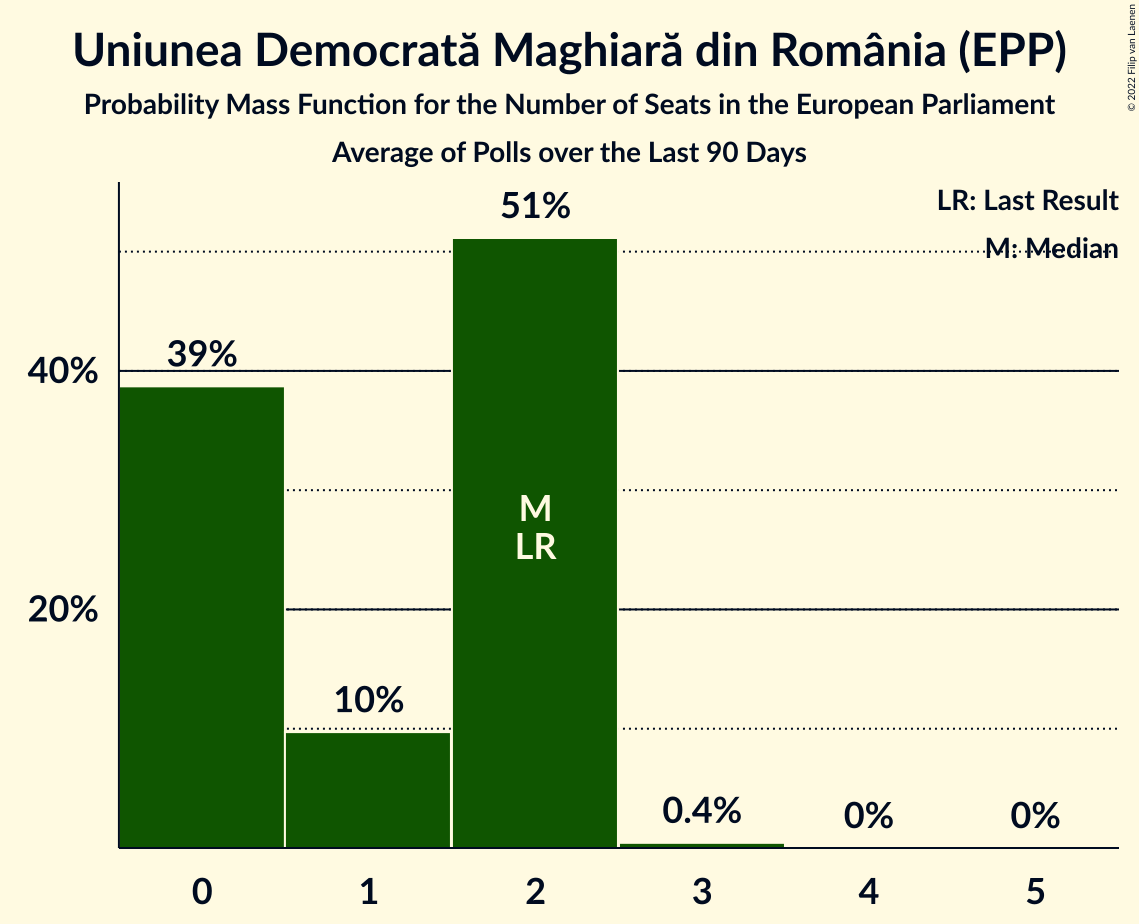 Uniunea Democrată Maghiară din România (EPP)
Probability Mass Function for the Number of Seats in the European Parliament
Average of Polls over the Last 90 Days
© 2022 Filip van Laenen
LR: Last Result
M: Median
51%
39%
40%
M
LR
20%
10%
0.4%
0%
0%
0
1
2
3
4
5